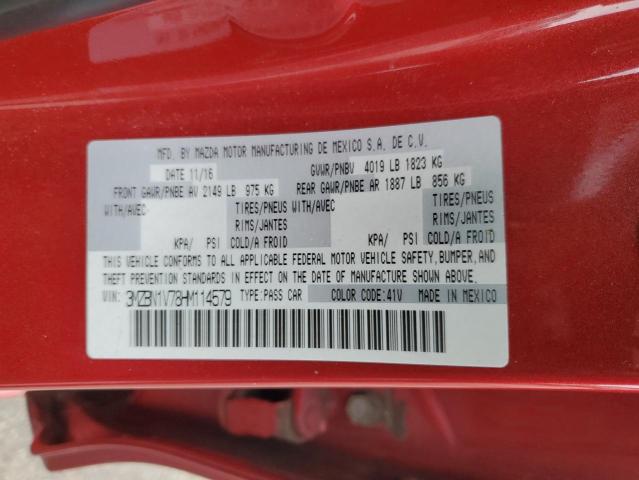 MFD. BY MAZDA MOTOR MANUFACTURING DE MEXICO S.A. DE C.V.
DATE 11/16 GVWR/PNBV 4019 LB 1823 KG
FRONT GAWR/PNBE AV 2149 LB 975 KG REAR GAWR/PNBE AR 1887 LB 856 KG
WITH/AVEC TIRES/PNEUS WITH/AVEC TIRES/PNEUS
RIMS/JANTES RIMS/JANTES
KPA/ PSI COLD/A FROID KPA/ PSI COLD/A FROID
THIS VEHICLE CONFORMS TO ALL APPLICABLE FEDERAL MOTOR VEHICLE SAFETY, BUMPER, AND
THEFT PREVENTION STANDARDS IN EFFECT ON THE DATE OF MANUFACTURE SHOWN ABOVE.
VIN: 3MZBN1V78HM114579 TYPE:PASS CAR COLOR CODE:41V MADE IN MEXICO